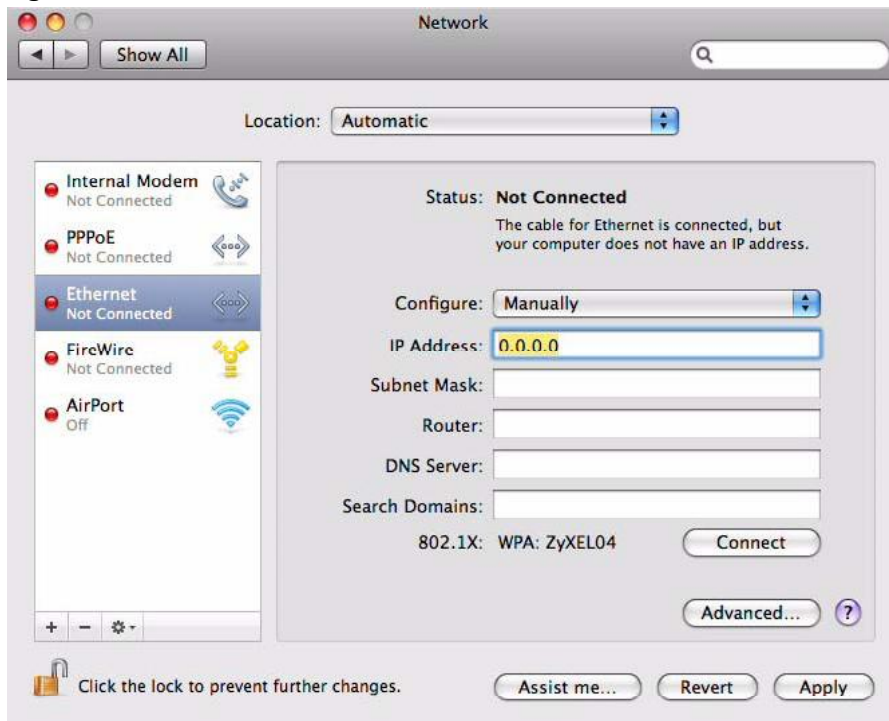 Network
Show All
Location: Automatic
Internal Modem
Not Connected
PPPoE
Not Connected
Ethernet
Not Connected
FireWire
Not Connected
AirPort
Off
Status: Not Connected
The cable for Ethernet is connected, but
your computer does not have an IP address.
Configure: Manually
IP Address: 0.0.0.0
Subnet Mask:
Router:
DNS Server:
Search Domains:
802.1X: WPA: ZyXEL04 Connect
Advanced... ?
Click the lock to prevent further changes.
Assist me... Revert Apply